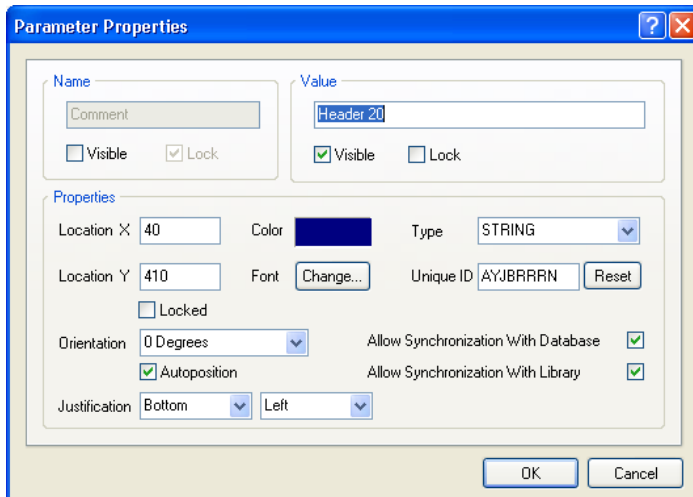 Parameter Properties
Name
Value
Comment
Header 20
Visible Lock
Visible Lock
Properties
Location X 40 Color Type STRING
Location Y 410 Font Change... Unique ID AYJBRRRN Reset
Locked
Orientation 0 Degrees Allow Synchronization With Database
Autoposition Allow Synchronization With Library
Justification Bottom Left
OK Cancel